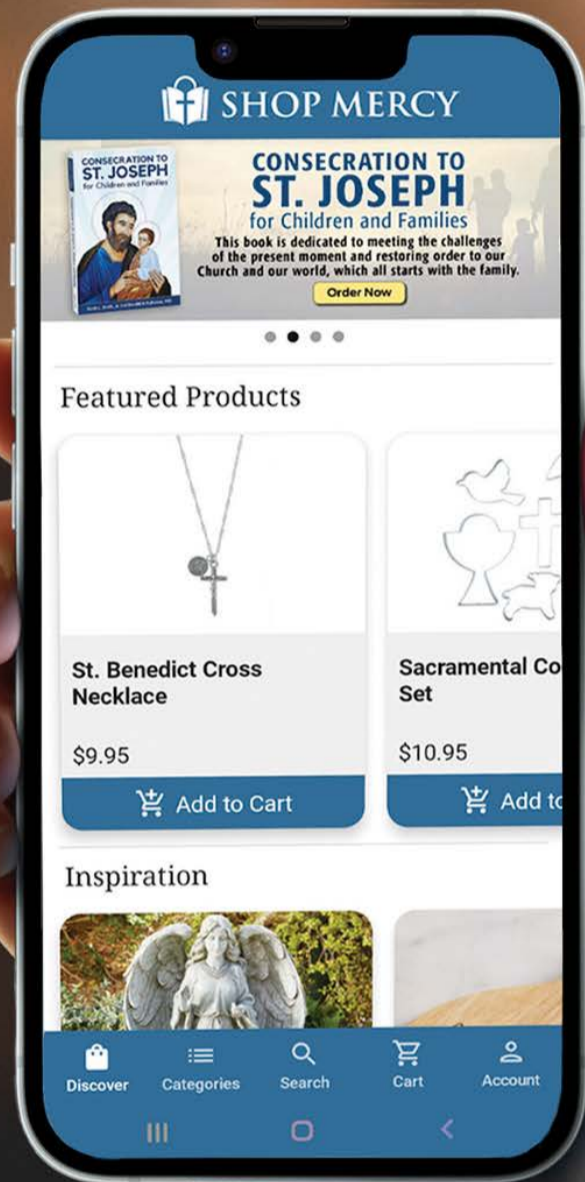 SHOP MERCY
CONSECRATION TO
ST. JOSEPH
for Children and Families
CONSECRATION TO
ST. JOSEPH
for Children and Families
This book is dedicated to meeting the challenges
of the present moment and restoring order to our
Church and our world, which all starts with the family.
Order Now
Featured Products
St. Benedict Cross
Necklace
$9.95
Add to Cart
Sacramental Co
Set
$10.95
Add to
Inspiration
Discover
Categories
Search
Cart
Account